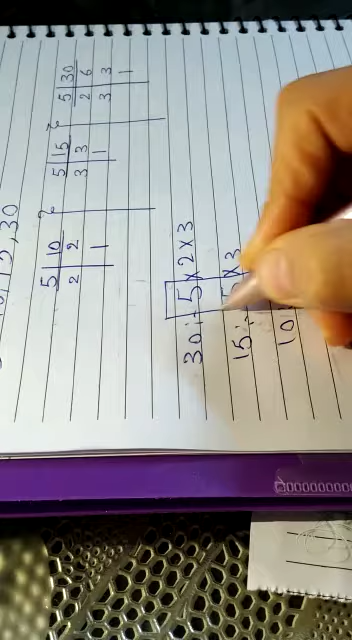 15, 30
5 | 10
2 | 2
1
5 | 15
3 | 3
1
5 | 30
2 | 6
3 | 3
1
30 :- 5 × 2 × 3
15 :- 5 × 3
10